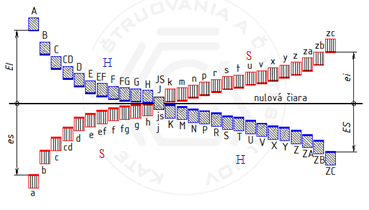 A
B
C
CD
D
E
EF
F
FG
G
H
JS
J
k
m
n
p
r
s
t
u
v
x
y
z
za
zb
zc
H
S
EI
ei
nulová čiara
es
ES
a
b
c
cd
d
e
ef
f
fg
g
h
js
j
K
M
N
P
R
S
T
U
V
X
Y
Z
ZA
ZB
ZC
S
H